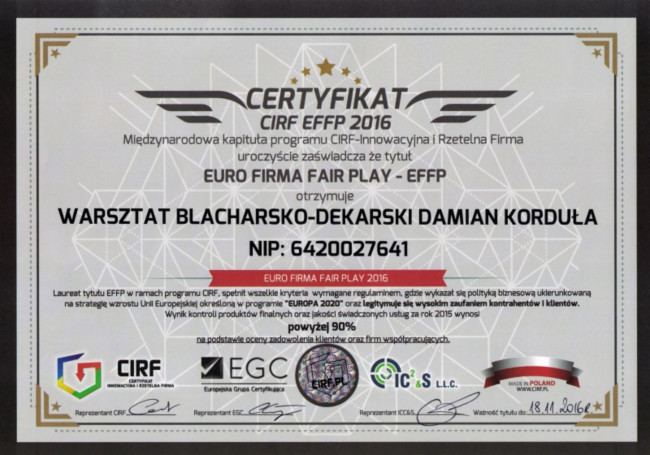 CERTYFIKAT
CIRF EFFP 2016
Międzynarodowa kapituła programu CIRF-Innowacyjna i Rzetelna Firma
uroczyście zaświadcza że tytuł
EURO FIRMA FAIR PLAY - EFFP
otrzymuje
WARSZTAT BLACHARSKO-DEKARSKI DAMIAN KORDUŁA
NIP: 6420027641
EURO FIRMA FAIR PLAY 2016
Laureat tytułu EFFP w ramach programu CIRF, spełnił wszelkie kryteria wymagane regulaminem, gdzie wykazał się polityką biznesową ukierunkowaną
na strategię wzrostu Unii Europejskiej określoną w programie "EUROPA 2020" oraz legitymuje się wysokim zaufaniem kontrahentów i klientów.
Wynik kontroli produktów finalnych oraz jakości świadczonych usług za rok 2015 wynosi
powyżej 90%
na podstawie oceny zadowolenia klientów oraz firm współpracujących.
CIRF
CERTYFIKAT
INNOWACYJNA I RZETELNA FIRMA
EGC
Europejska Grupa Certyfikująca
CIRF.PL
IC²&S L.L.C.
MADE IN POLAND
WWW.CIRF.PL
Reprezentant CIRF
Reprezentant EGC
Reprezentant ICC&S
Ważność tytułu do: 18.11.2016r.